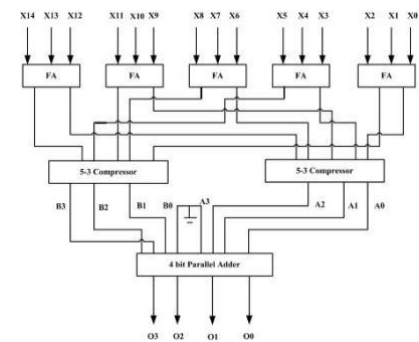 X14 X13 X12 X11 X10 X9 X8 X7 X6 X5 X4 X3 X2 X1 X0
FA FA FA FA FA
5-3 Compressor 5-3 Compressor
B3 B2 B1 B0 A3 A2 A1 A0
4 bit Parallel Adder
O3 O2 O1 O0